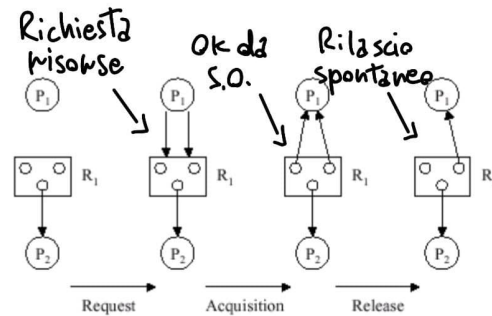 Richiesta
risorse
OK da
S.O.
Rilascio
spontaneo
P1
P1
P1
P1
R1
R1
R1
R
P2
P2
P2
P2
Request
Acquisition
Release